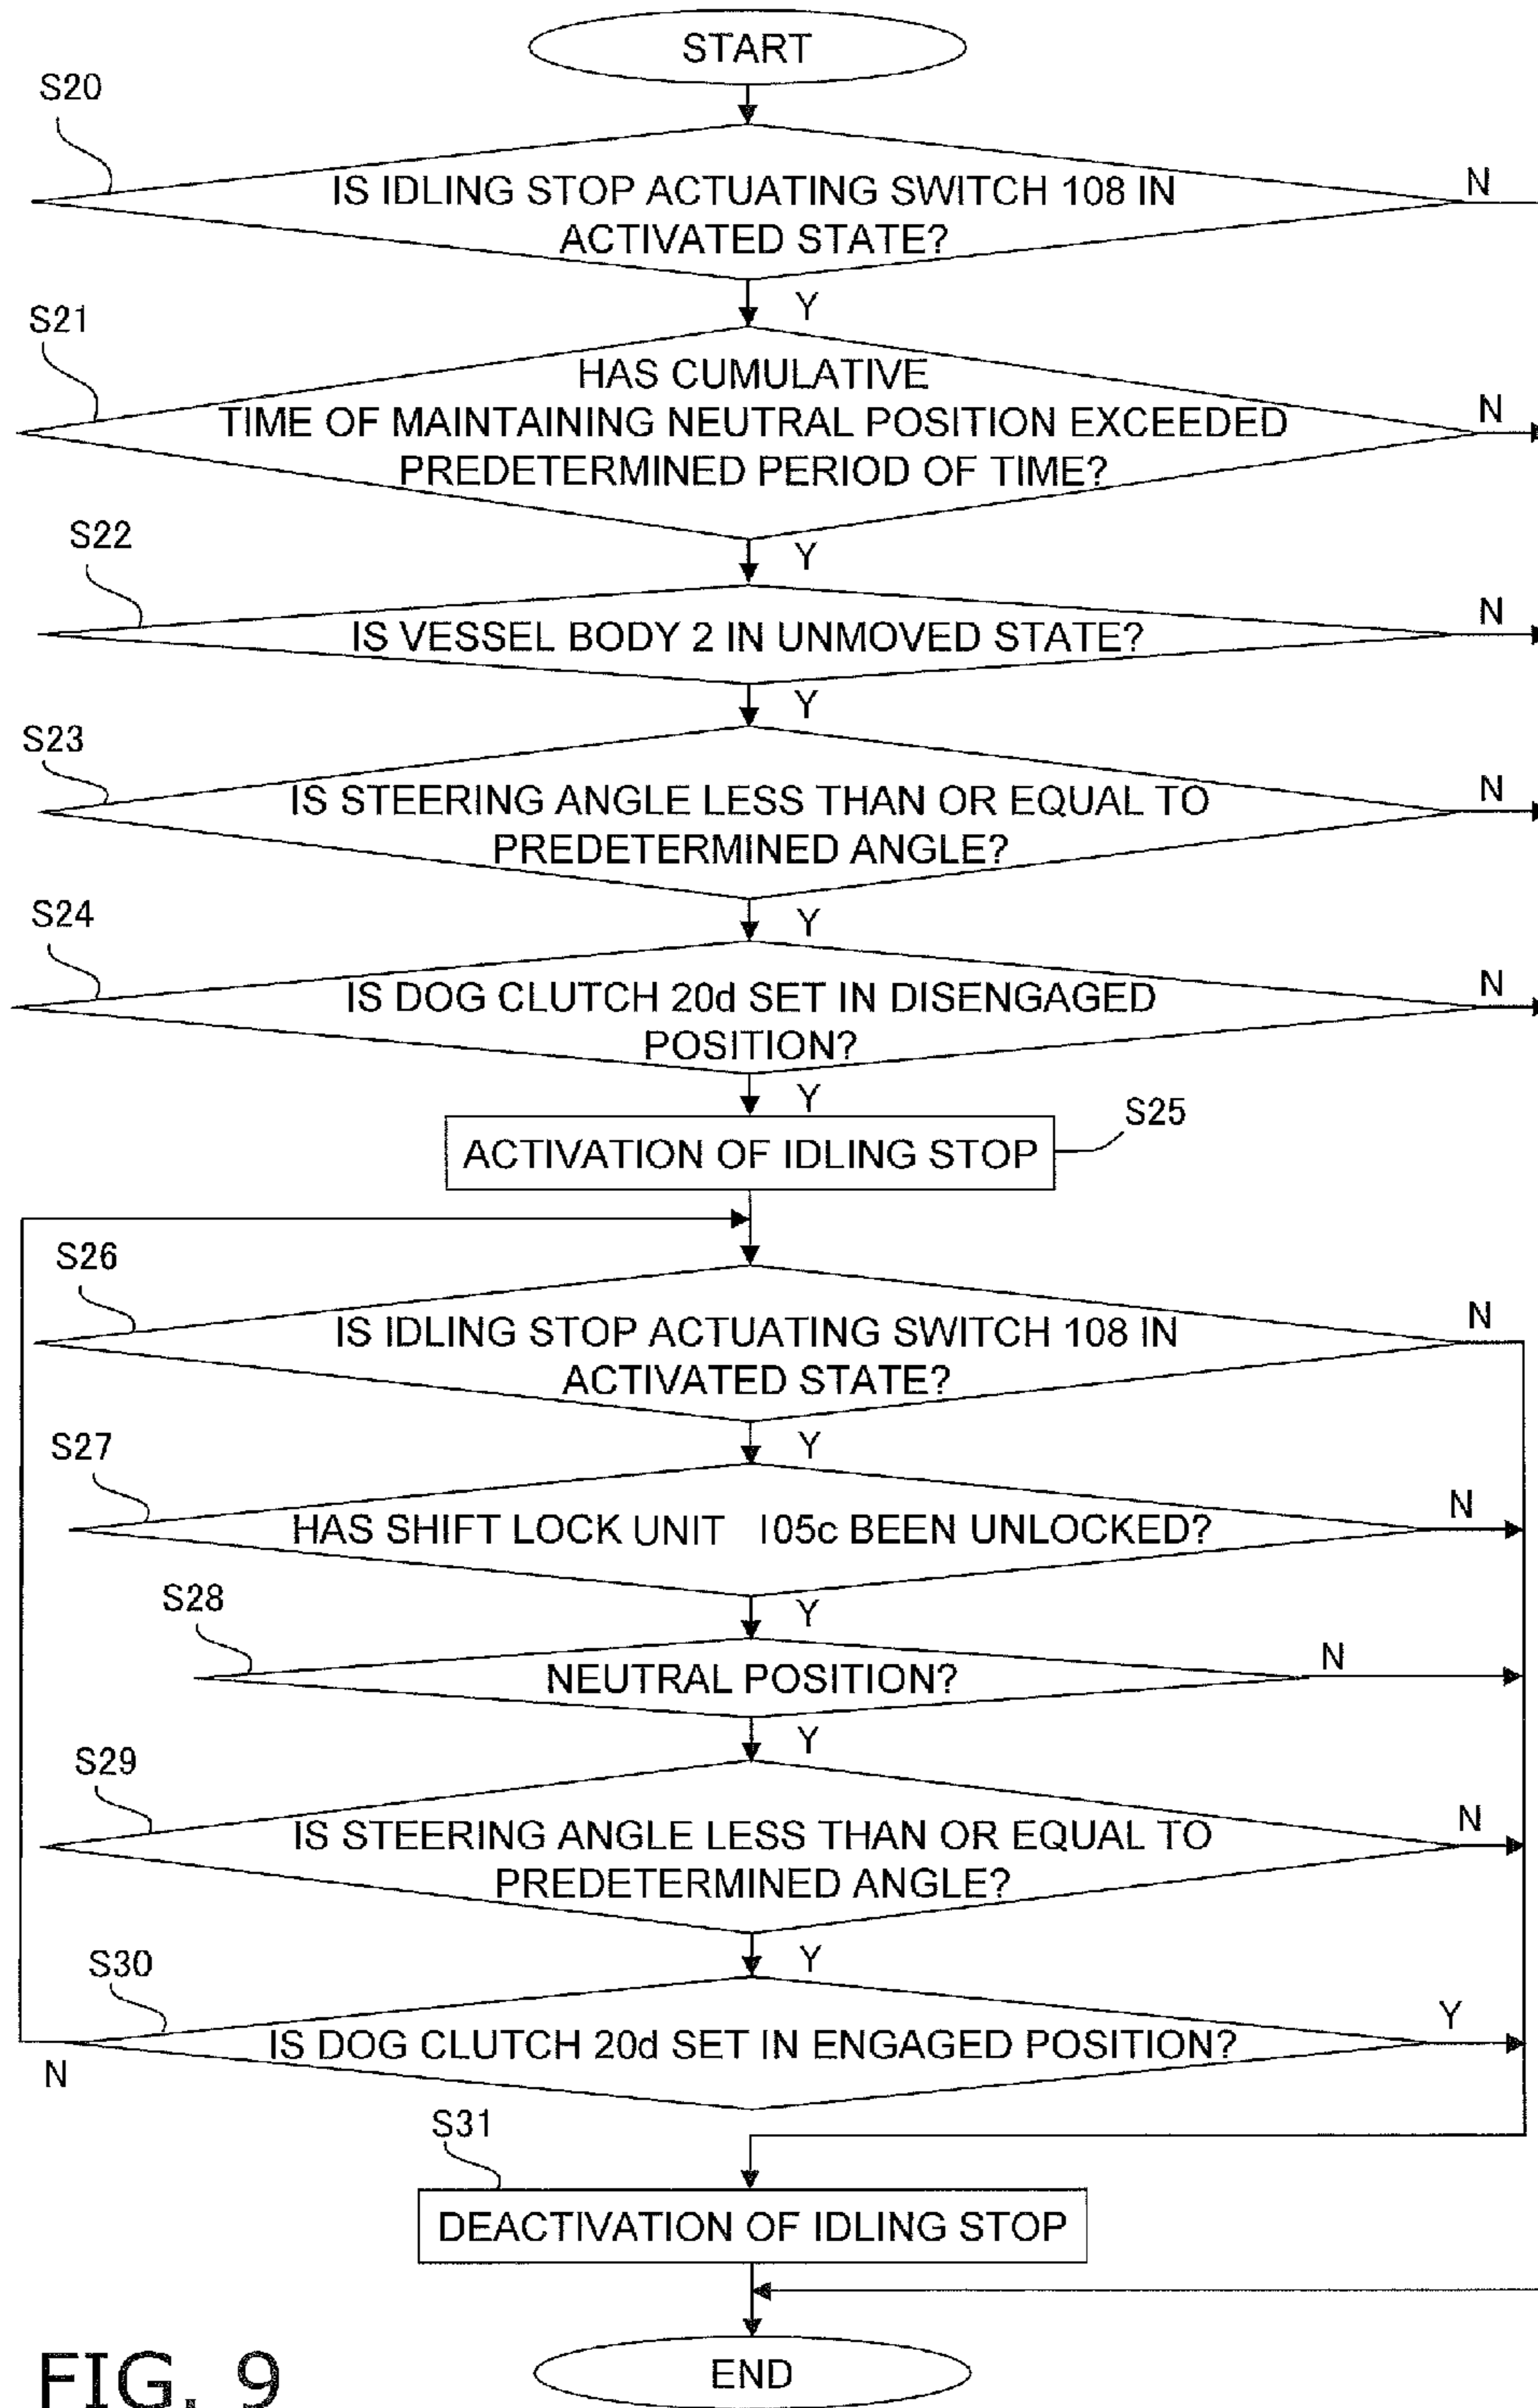 START
S20
IS IDLING STOP ACTUATING SWITCH 108 IN
ACTIVATED STATE?
N
Y
S21
HAS CUMULATIVE
TIME OF MAINTAINING NEUTRAL POSITION EXCEEDED
PREDETERMINED PERIOD OF TIME?
N
Y
S22
IS VESSEL BODY 2 IN UNMOVED STATE?
N
Y
S23
IS STEERING ANGLE LESS THAN OR EQUAL TO
PREDETERMINED ANGLE?
N
Y
S24
IS DOG CLUTCH 20d SET IN DISENGAGED
POSITION?
N
Y
S25
ACTIVATION OF IDLING STOP
S26
IS IDLING STOP ACTUATING SWITCH 108 IN
ACTIVATED STATE?
N
Y
S27
HAS SHIFT LOCK UNIT 105c BEEN UNLOCKED?
N
Y
S28
NEUTRAL POSITION?
N
Y
S29
IS STEERING ANGLE LESS THAN OR EQUAL TO
PREDETERMINED ANGLE?
N
Y
S30
IS DOG CLUTCH 20d SET IN ENGAGED POSITION?
Y
N
S31
DEACTIVATION OF IDLING STOP
END
FIG. 9